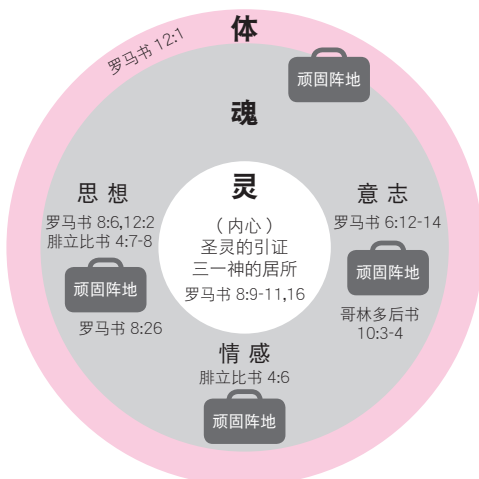 体
罗马书 12:1
顽固阵地
魂
灵
（内心）
圣灵的引证
三一神的居所
罗马书 8:9-11,16
思 想
罗马书 8:6,12:2
腓立比书 4:7-8
顽固阵地
罗马书 8:26
意 志
罗马书 6:12-14
顽固阵地
哥林多后书
10:3-4
情 感
腓立比书 4:6
顽固阵地